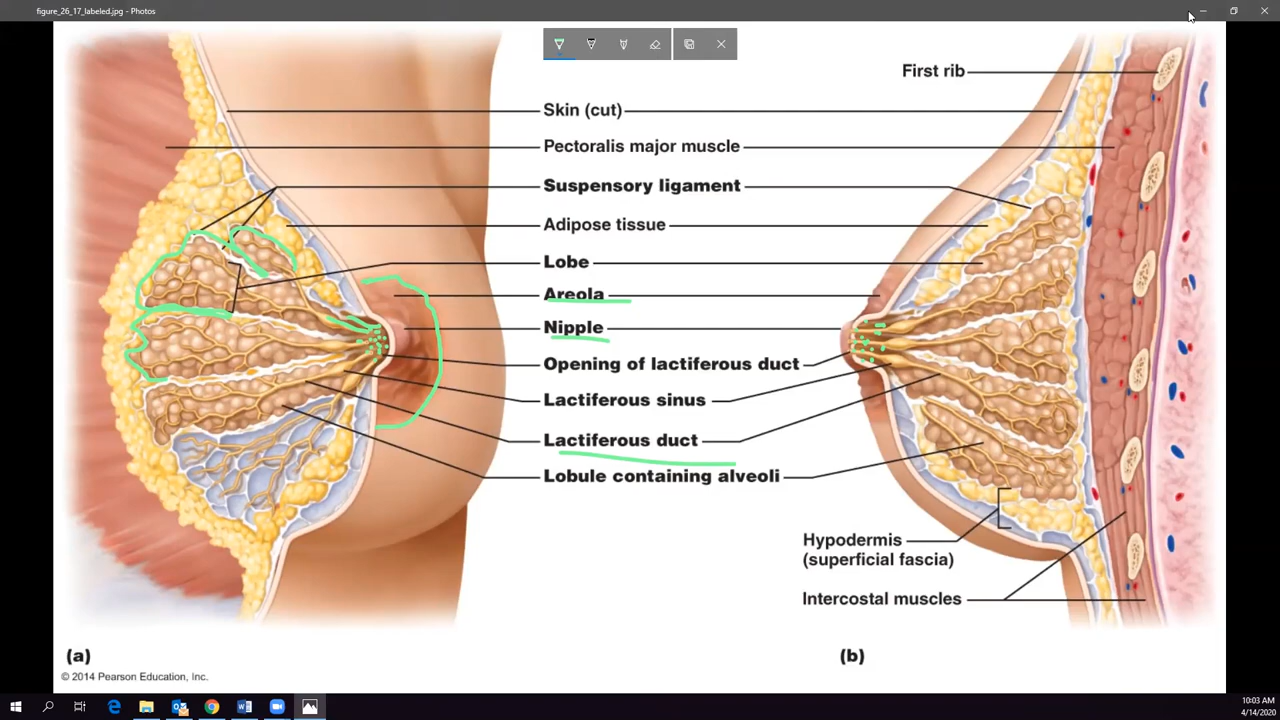 figure_26_17_labeled.jpg - Photos
First rib
Skin (cut)
Pectoralis major muscle
Suspensory ligament
Adipose tissue
Lobe
Areola
Nipple
Opening of lactiferous duct
Lactiferous sinus
Lactiferous duct
Lobule containing alveoli
Hypodermis
(superficial fascia)
Intercostal muscles
(a)
(b)
© 2014 Pearson Education, Inc.
10:03 AM
4/14/2020